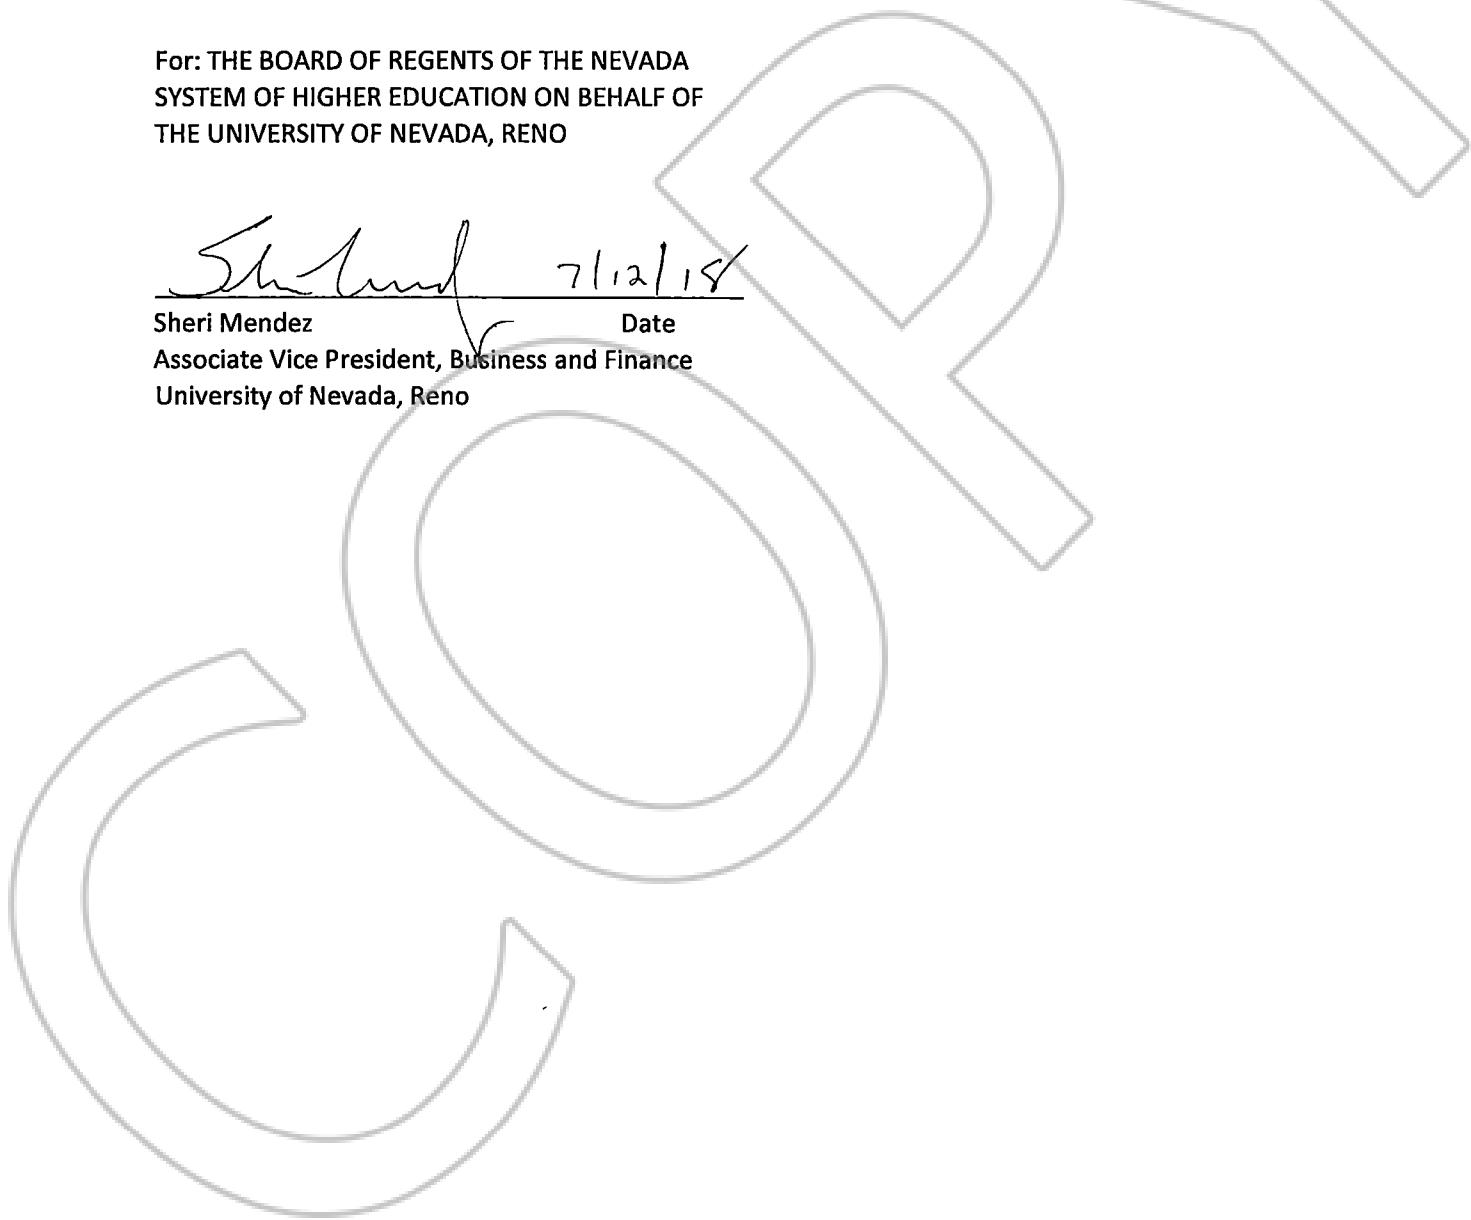 For: THE BOARD OF REGENTS OF THE NEVADA
SYSTEM OF HIGHER EDUCATION ON BEHALF OF
THE UNIVERSITY OF NEVADA, RENO
7/12/18
Sheri Mendez Date
Associate Vice President, Business and Finance
University of Nevada, Reno
COPY